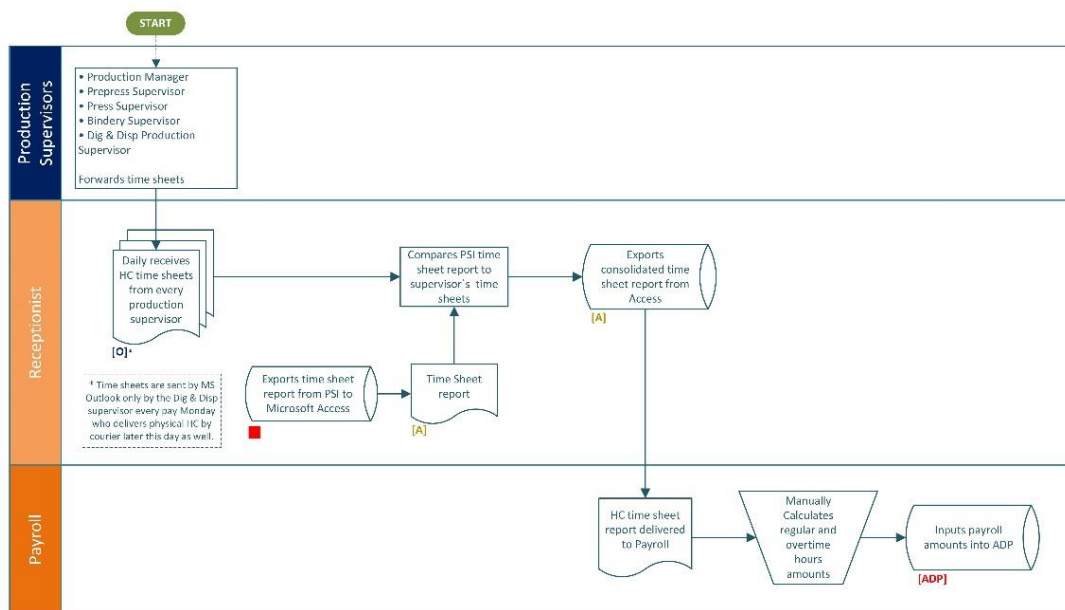 START
Production
Supervisors
• Production Manager
• Prepress Supervisor
• Press Supervisor
• Bindery Supervisor
• Dig & Disp Production
Supervisor
Forwards time sheets
Receptionist
Daily receives
HC time sheets
from every
production
supervisor
[O]*
* Time sheets are sent by MS
Outlook only by the Dig & Disp
supervisor every pay Monday
who delivers physical HC by
courier later this day as well.
Exports time sheet
report from PSI to
Microsoft Access
Time Sheet
report
[A]
Compares PSI time
sheet report to
supervisor`s time
sheets
Exports
consolidated time
sheet report from
Access
[A]
Payroll
HC time sheet
report delivered
to Payroll
Manually
Calculates
regular and
overtime
hours
amounts
Inputs payroll
amounts into ADP
[ADP]